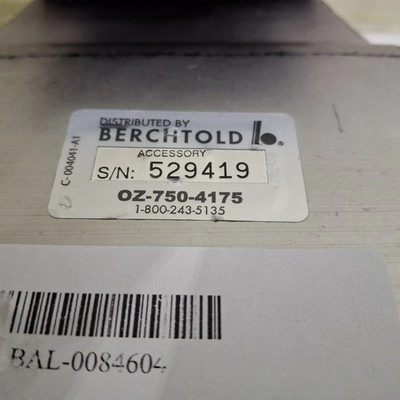 DISTRIBUTED BY
BERCHTOLD b.
ACCESSORY
S/N: 529419
OZ-750-4175
1-800-243-5135
C-004041-A1
BAL-0084604